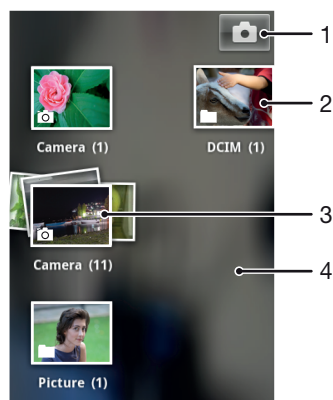 1
2
Camera (1)
DCIM (1)
3
Camera (11)
4
Picture (1)